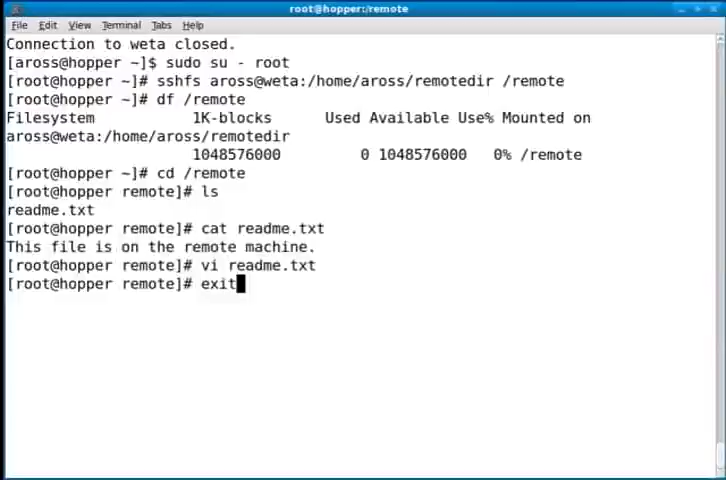 root@hopper:/remote
File Edit View Terminal Tabs Help
Connection to weta closed.
[aross@hopper ~]$ sudo su - root
[root@hopper ~]# sshfs aross@weta:/home/aross/remotedir /remote
[root@hopper ~]# df /remote
Filesystem 1K-blocks Used Available Use% Mounted on
aross@weta:/home/aross/remotedir
1048576000 0 1048576000 0% /remote
[root@hopper ~]# cd /remote
[root@hopper remote]# ls
readme.txt
[root@hopper remote]# cat readme.txt
This file is on the remote machine.
[root@hopper remote]# vi readme.txt
[root@hopper remote]# exit